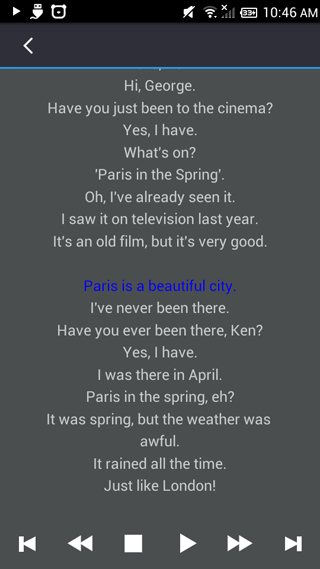 10:46 AM
33+
Hi, George.
Have you just been to the cinema?
Yes, I have.
What's on?
'Paris in the Spring'.
Oh, I've already seen it.
I saw it on television last year.
It's an old film, but it's very good.
Paris is a beautiful city.
I've never been there.
Have you ever been there, Ken?
Yes, I have.
I was there in April.
Paris in the spring, eh?
It was spring, but the weather was
awful.
It rained all the time.
Just like London!